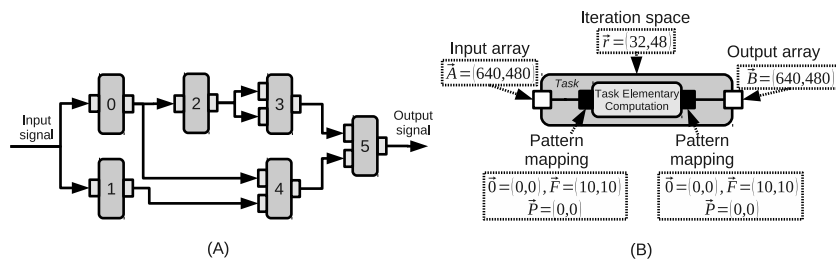 Input
signal
0
1
2
3
4
5
Output
signal
(A)
Iteration space
r⃗=(32,48)
Input array
A⃗=(640,480)
Output array
B⃗=(640,480)
Task
Task Elementary
Computation
Pattern
mapping
0⃗=(0,0), F⃗=(10,10)
P⃗=(0,0)
Pattern
mapping
0⃗=(0,0), F⃗=(10,10)
P⃗=(0,0)
(B)